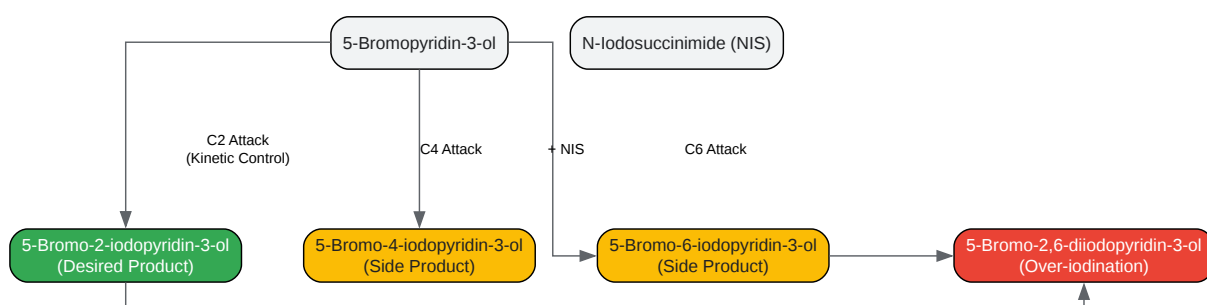 5-Bromopyridin-3-ol
N-Iodosuccinimide (NIS)
C2 Attack
(Kinetic Control)
C4 Attack
+ NIS
C6 Attack
5-Bromo-2-iodopyridin-3-ol
(Desired Product)
5-Bromo-4-iodopyridin-3-ol
(Side Product)
5-Bromo-6-iodopyridin-3-ol
(Side Product)
5-Bromo-2,6-diiodopyridin-3-ol
(Over-iodination)